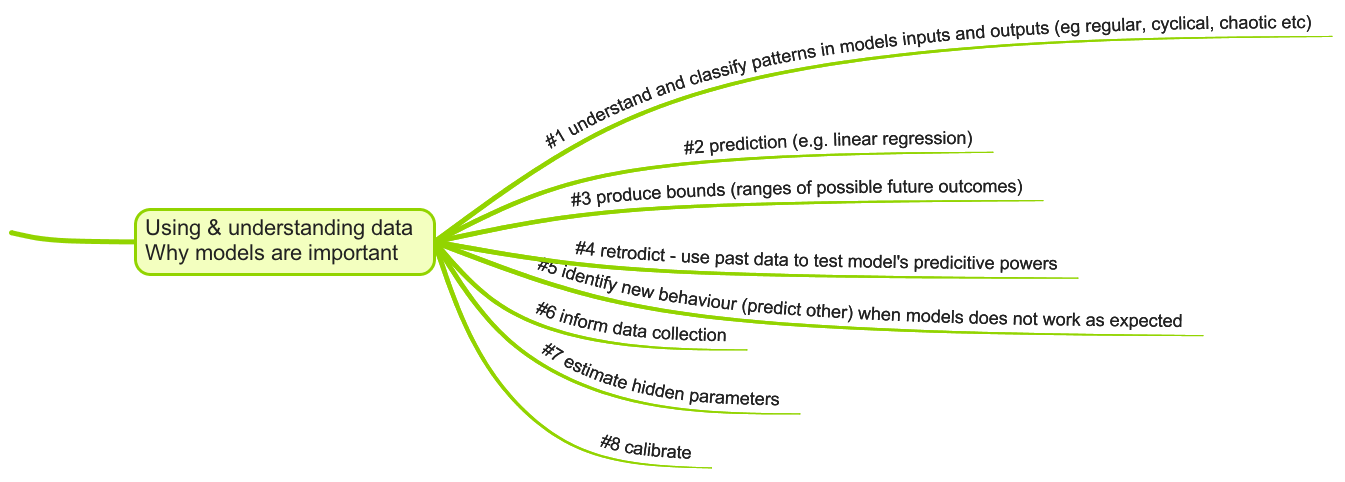 #1 understand and classify patterns in models inputs and outputs (eg regular, cyclical, chaotic etc)
#2 prediction (e.g. linear regression)
#3 produce bounds (ranges of possible future outcomes)
Using & understanding data
Why models are important
#4 retrodict - use past data to test model's predicitive powers
#5 identify new behaviour (predict other) when models does not work as expected
#6 inform data collection
#7 estimate hidden parameters
#8 calibrate